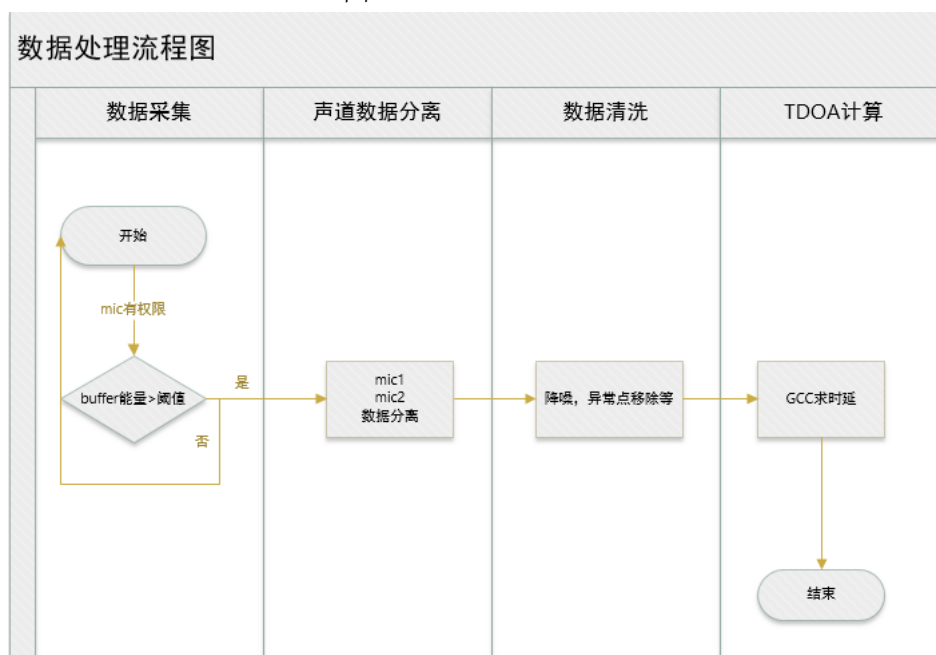 数据处理流程图
数据采集
声道数据分离
数据清洗
TDOA计算
开始
mic有权限
buffer能量>阈值
是
否
mic1
mic2
数据分离
降噪，异常点移除等
GCC求时延
结束